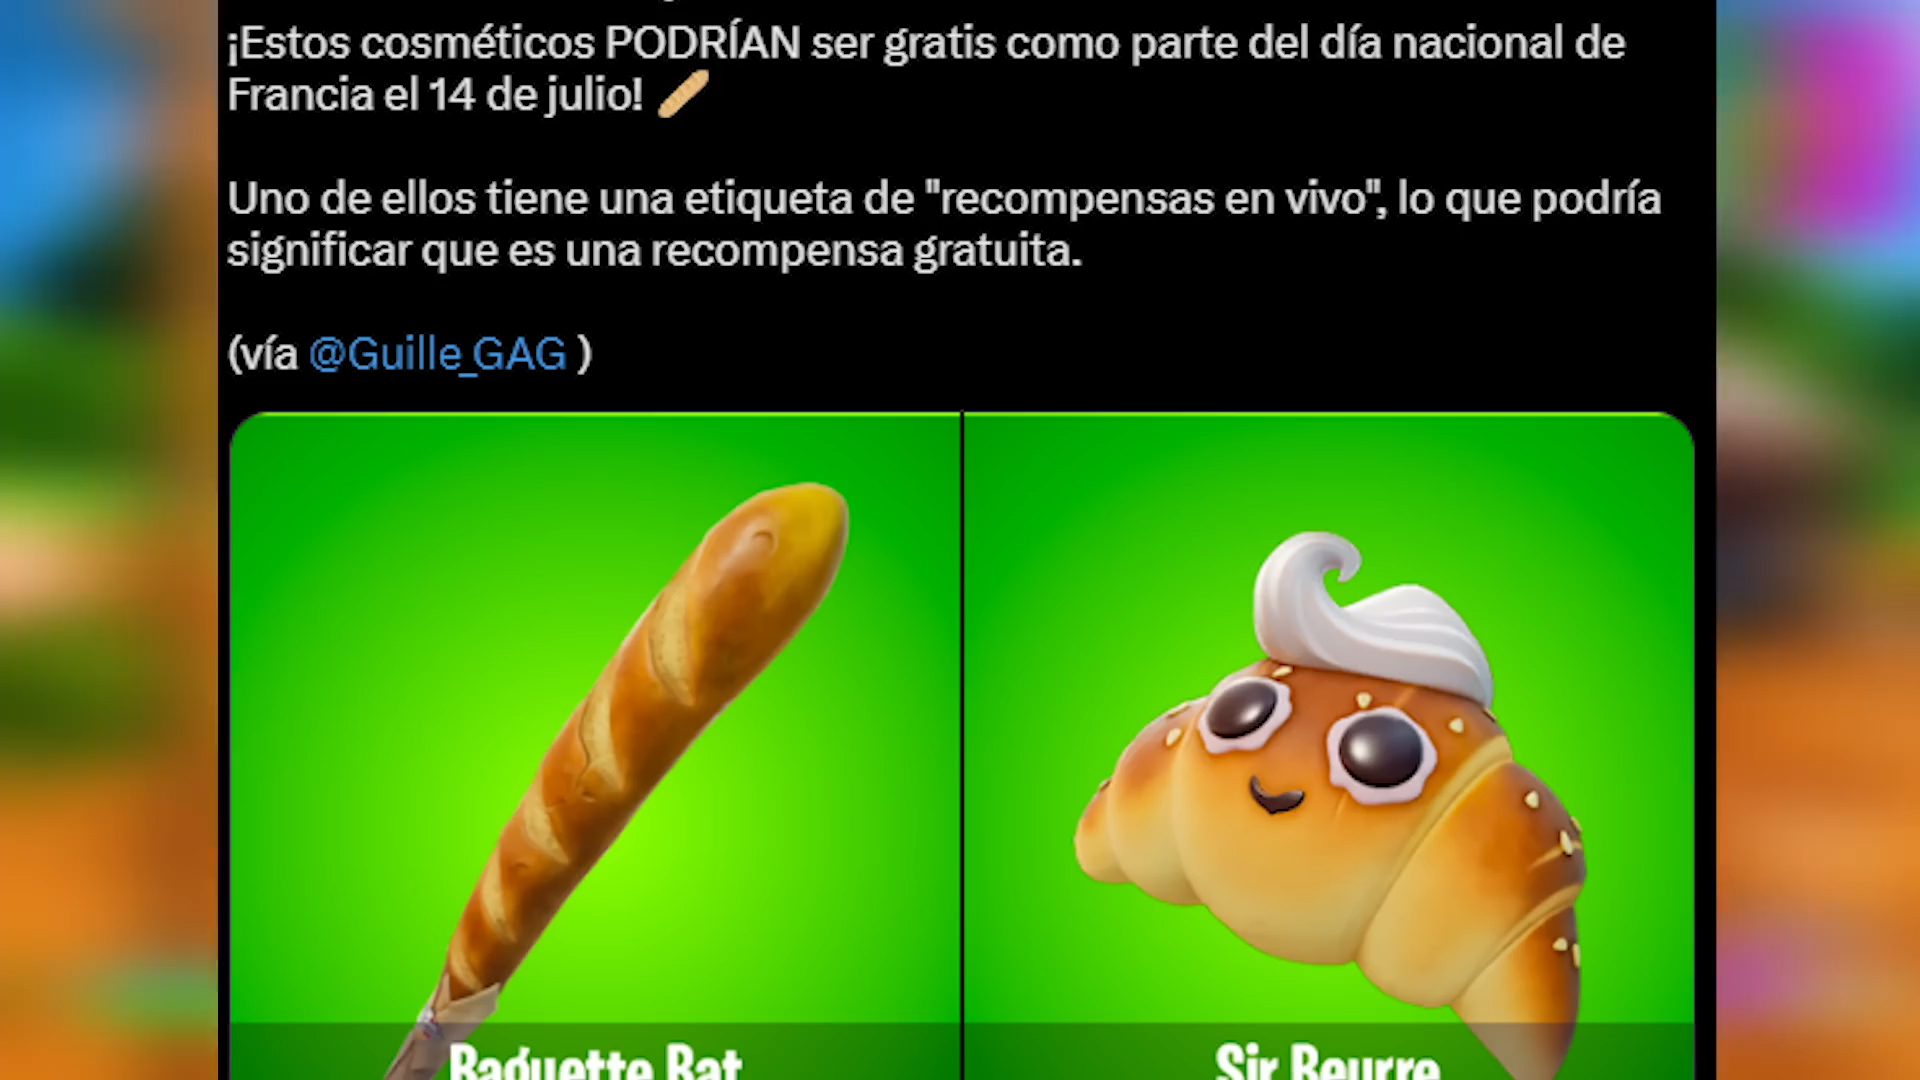 ¡Estos cosméticos PODRÍAN ser gratis como parte del día nacional de
Francia el 14 de julio! 🥖
Uno de ellos tiene una etiqueta de "recompensas en vivo", lo que podría
significar que es una recompensa gratuita.
(vía @Guille_GAG )
Baguette Bat
Sir Beurre